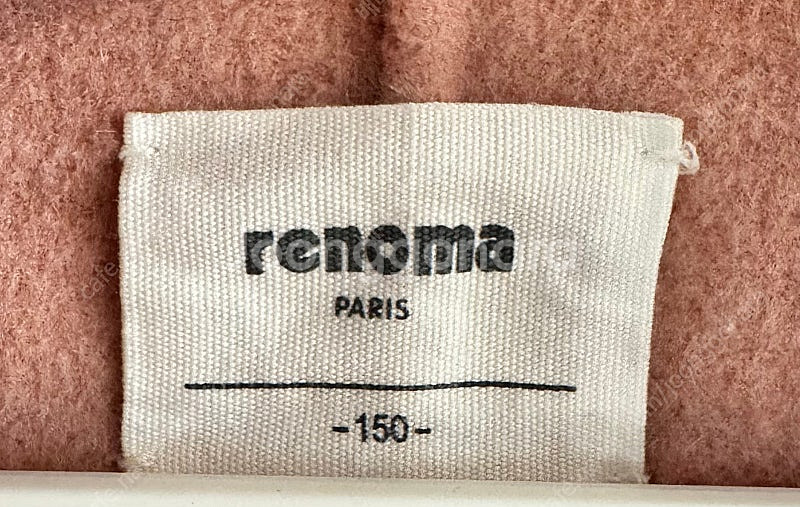 renoma
PARIS
-150-